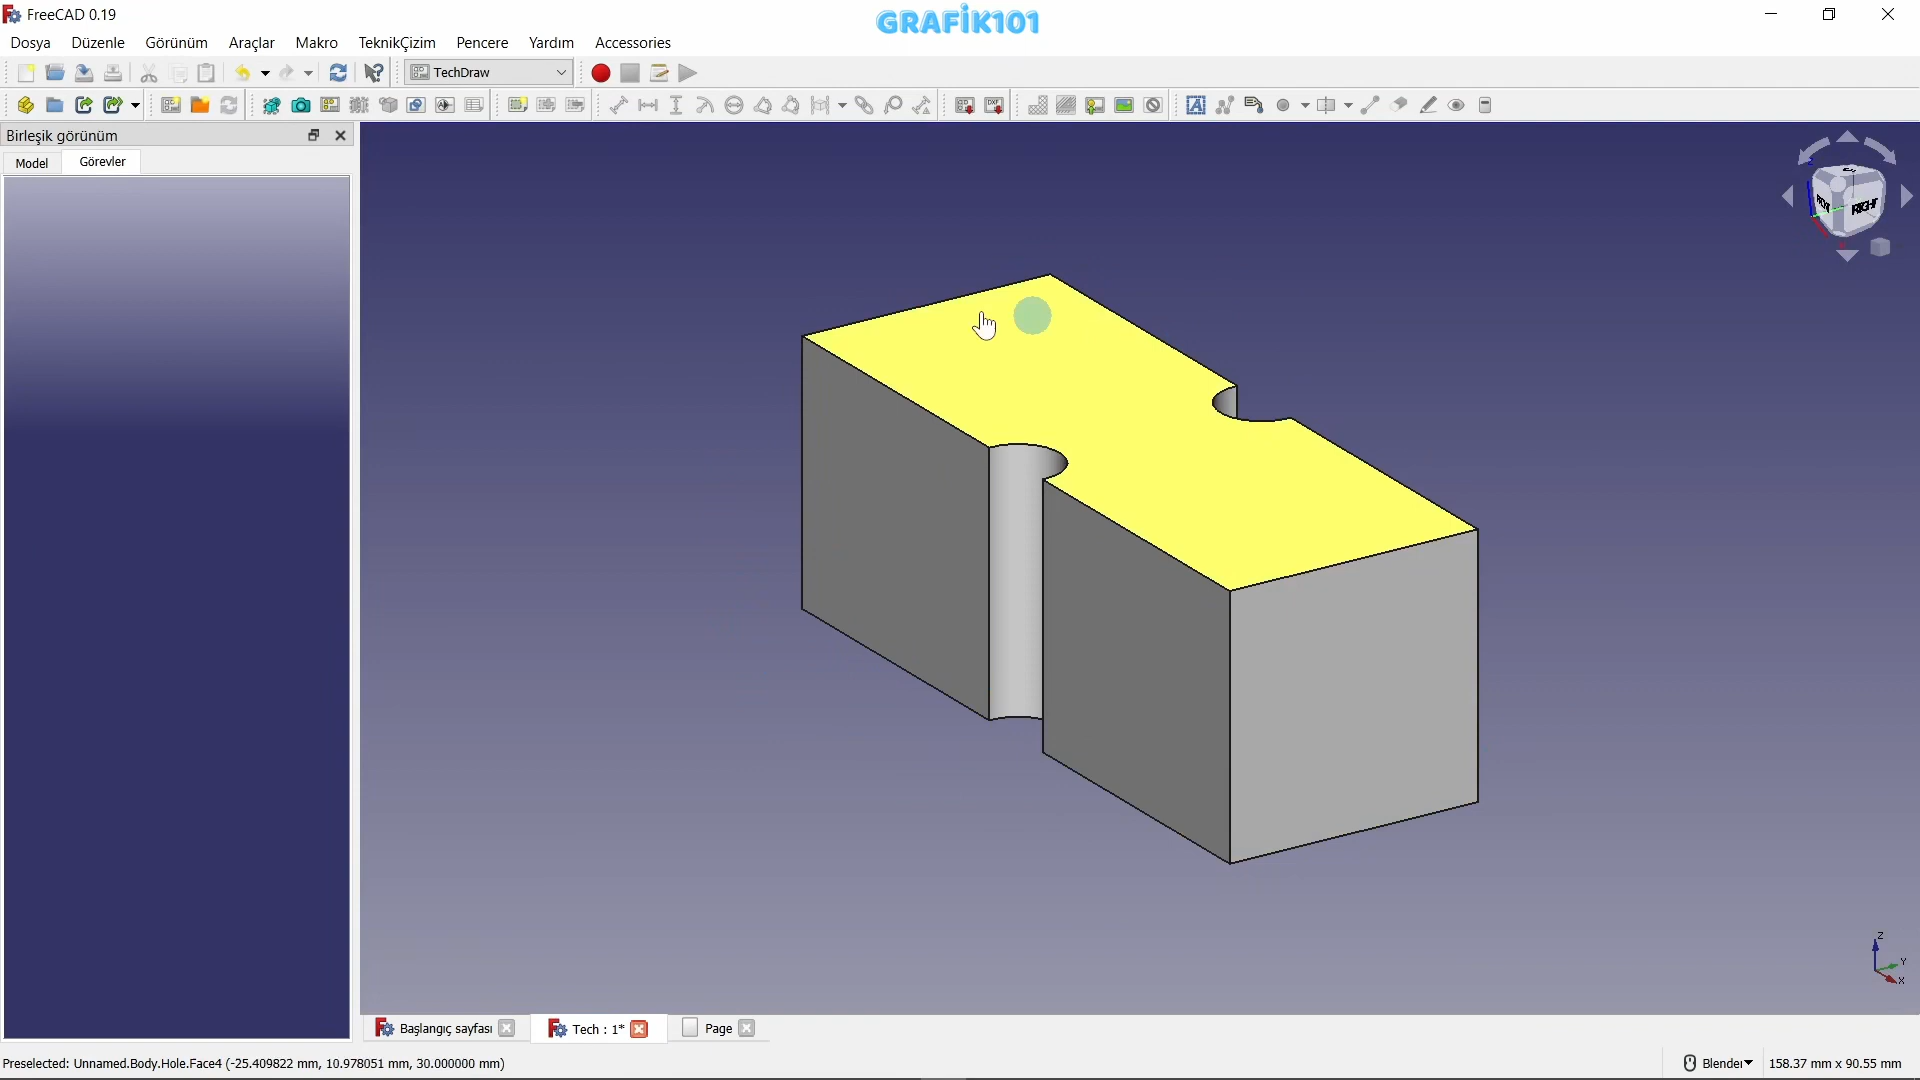 FreeCAD 0.19
GRAFİK101
Dosya Düzenle Görünüm Araçlar Makro TeknikÇizim Pencere Yardım Accessories
TechDraw
Birleşik görünüm
Model Görevler
RIGHT
Z
Y
X
Başlangıç sayfası Tech : 1* Page
Preselected: Unnamed.Body.Hole.Face4 (-25.409822 mm, 10.978051 mm, 30.000000 mm) Blender 158.37 mm x 90.55 mm